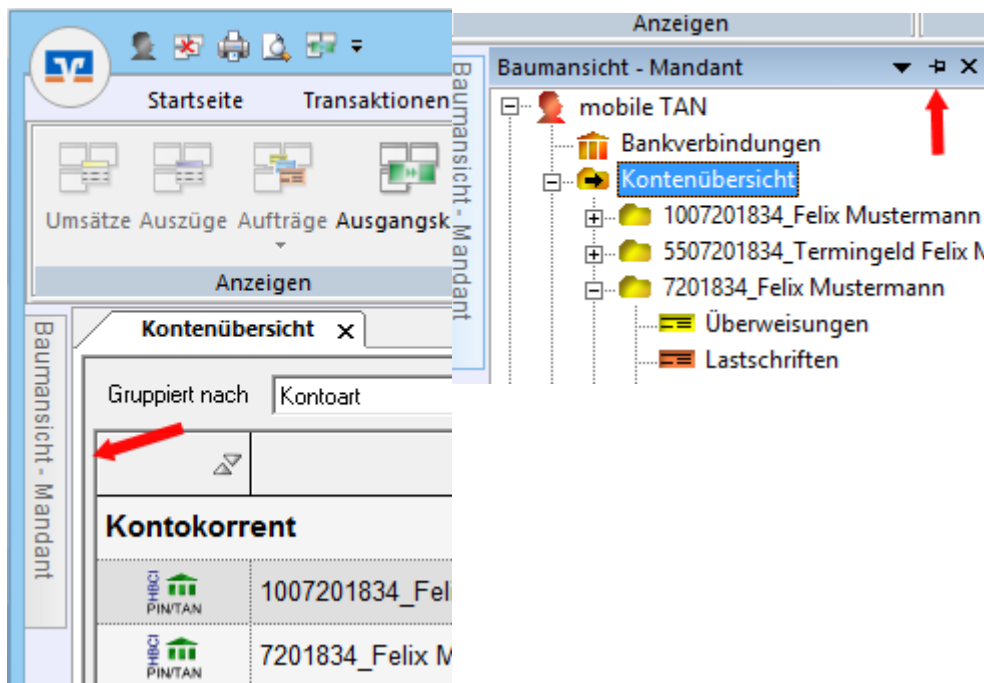 Startseite Transaktionen
Umsätze Auszüge Aufträge Ausgangsk
Anzeigen
Baumansicht - Mandant
Kontenübersicht x
Gruppiert nach Kontoart
Kontokorrent
HBCI PIN/TAN 1007201834_Fel
HBCI PIN/TAN 7201834_Felix M
Anzeigen
Baumansicht - Mandant
Baumansicht - Mandant
mobile TAN
Bankverbindungen
Kontenübersicht
1007201834_Felix Mustermann
5507201834_Termingeld Felix M
7201834_Felix Mustermann
Überweisungen
Lastschriften